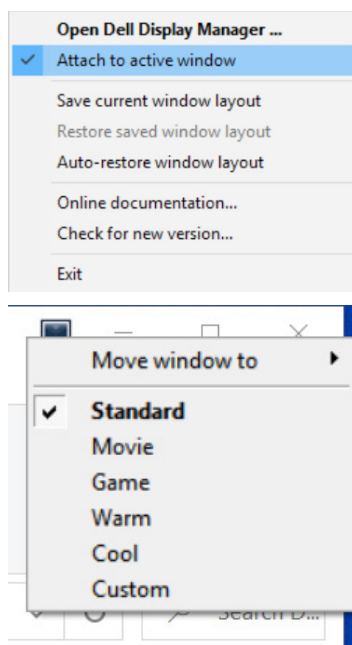 Open Dell Display Manager ...
Attach to active window
Save current window layout
Restore saved window layout
Auto-restore window layout
Online documentation...
Check for new version...
Exit
Move window to
Standard
Movie
Game
Warm
Cool
Custom
Search D...